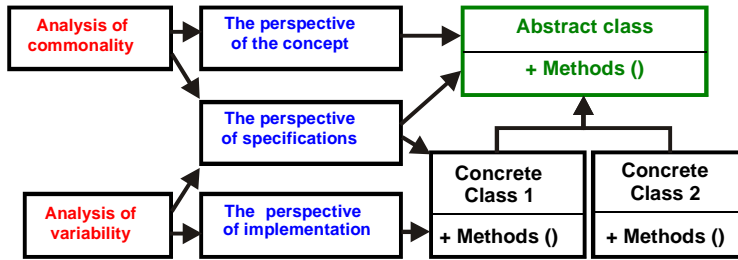 Analysis of
commonality
The perspective
of the concept
Abstract class
+ Methods ()
The perspective
of specifications
Analysis of
variability
The perspective
of implementation
Concrete
Class 1
+ Methods ()
Concrete
Class 2
+ Methods ()